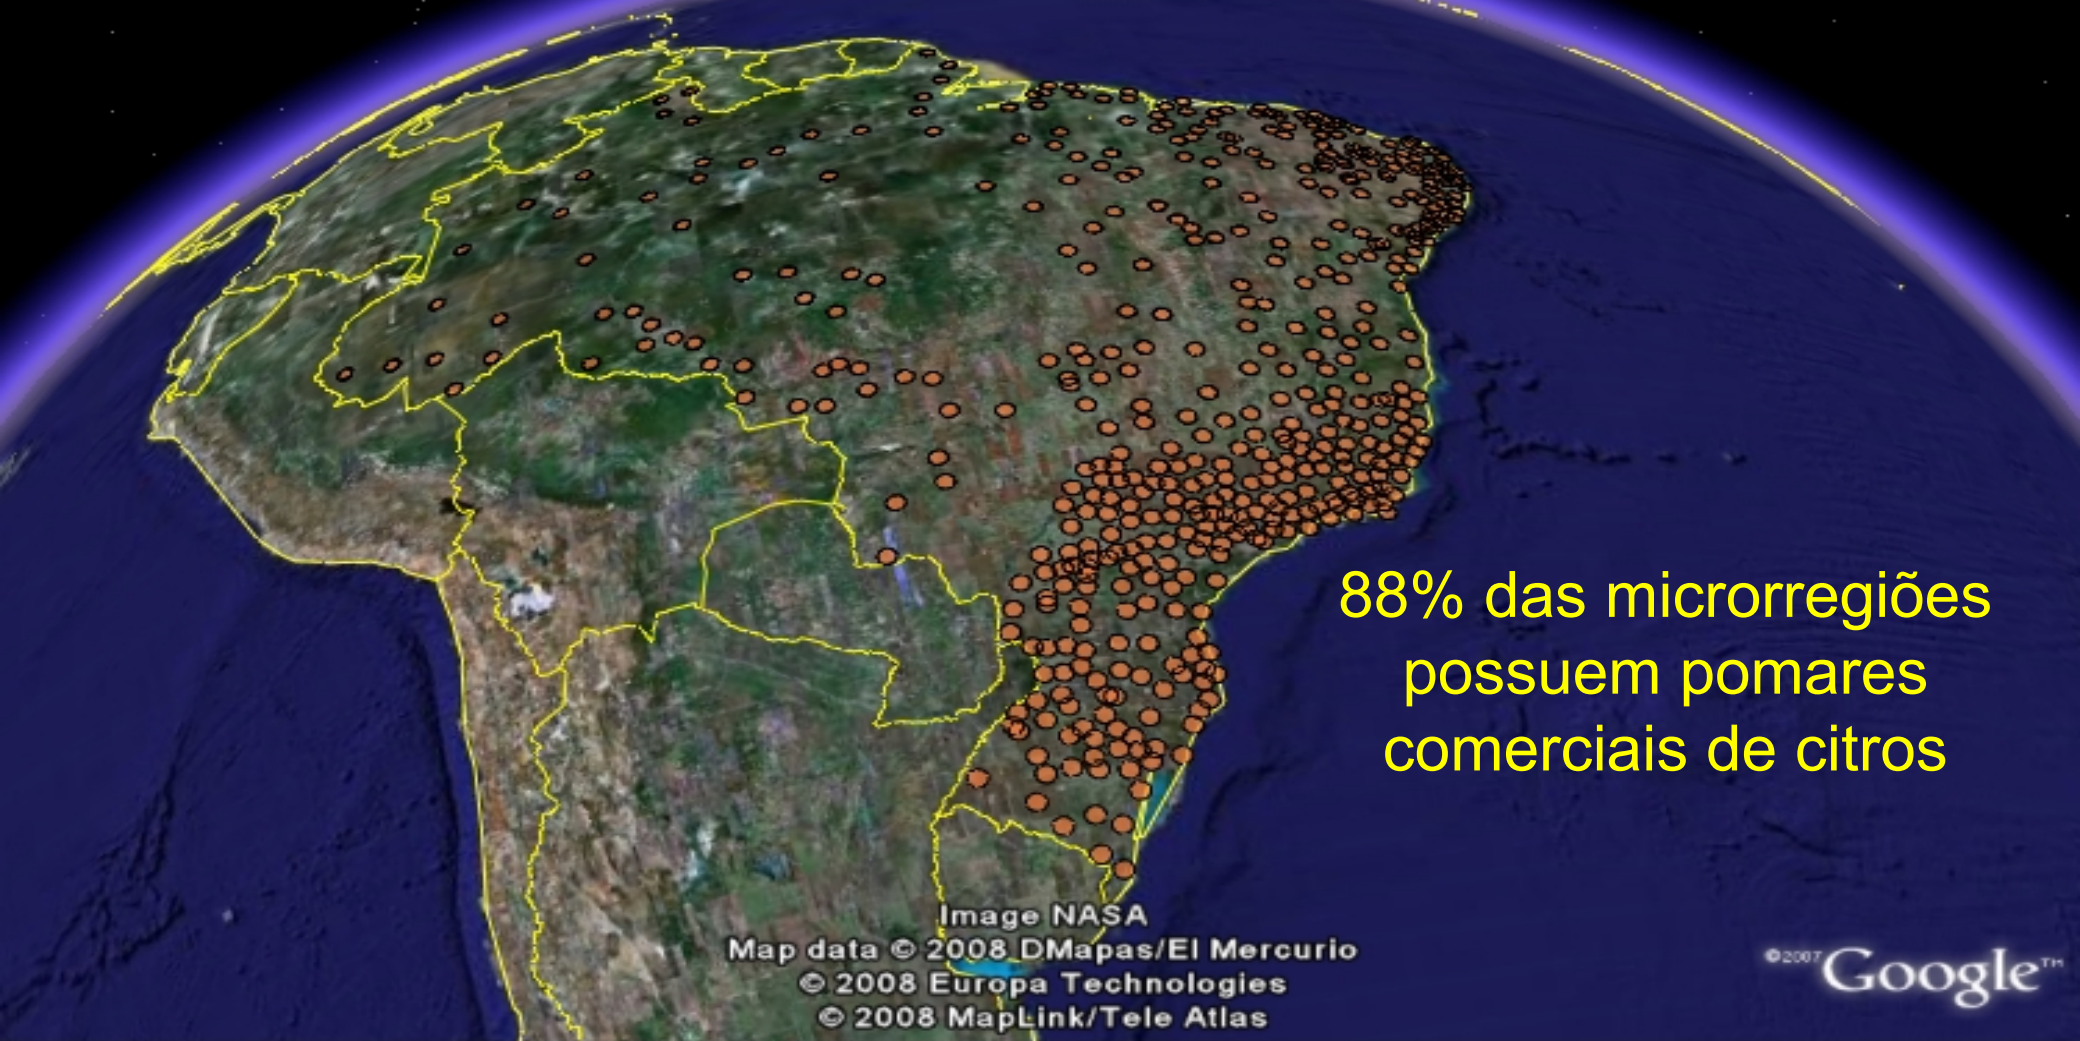 88% das microrregiões
possuem pomares
comerciais de citros
Image NASA
Map data © 2008 DMapas/El Mercurio
© 2008 Europa Technologies
© 2008 MapLink/Tele Atlas
©2007 Google™